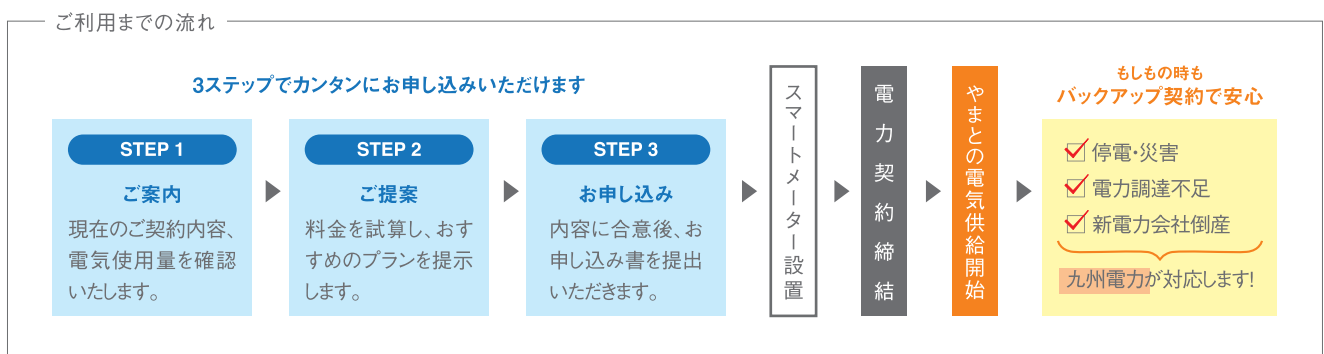 ご利用までの流れ
3ステップでカンタンにお申し込みいただけます
STEP 1
ご案内
現在のご契約内容、
電気使用量を確認
いたします。
STEP 2
ご提案
料金を試算し、おす
すめのプランを提示
します。
STEP 3
お申し込み
内容に合意後、お
申し込み書を提出
いただきます。
スマートメーター設置
電力契約締結
やまとの電気供給開始
もしもの時も
バックアップ契約で安心
停電・災害
電力調達不足
新電力会社倒産
九州電力が対応します!